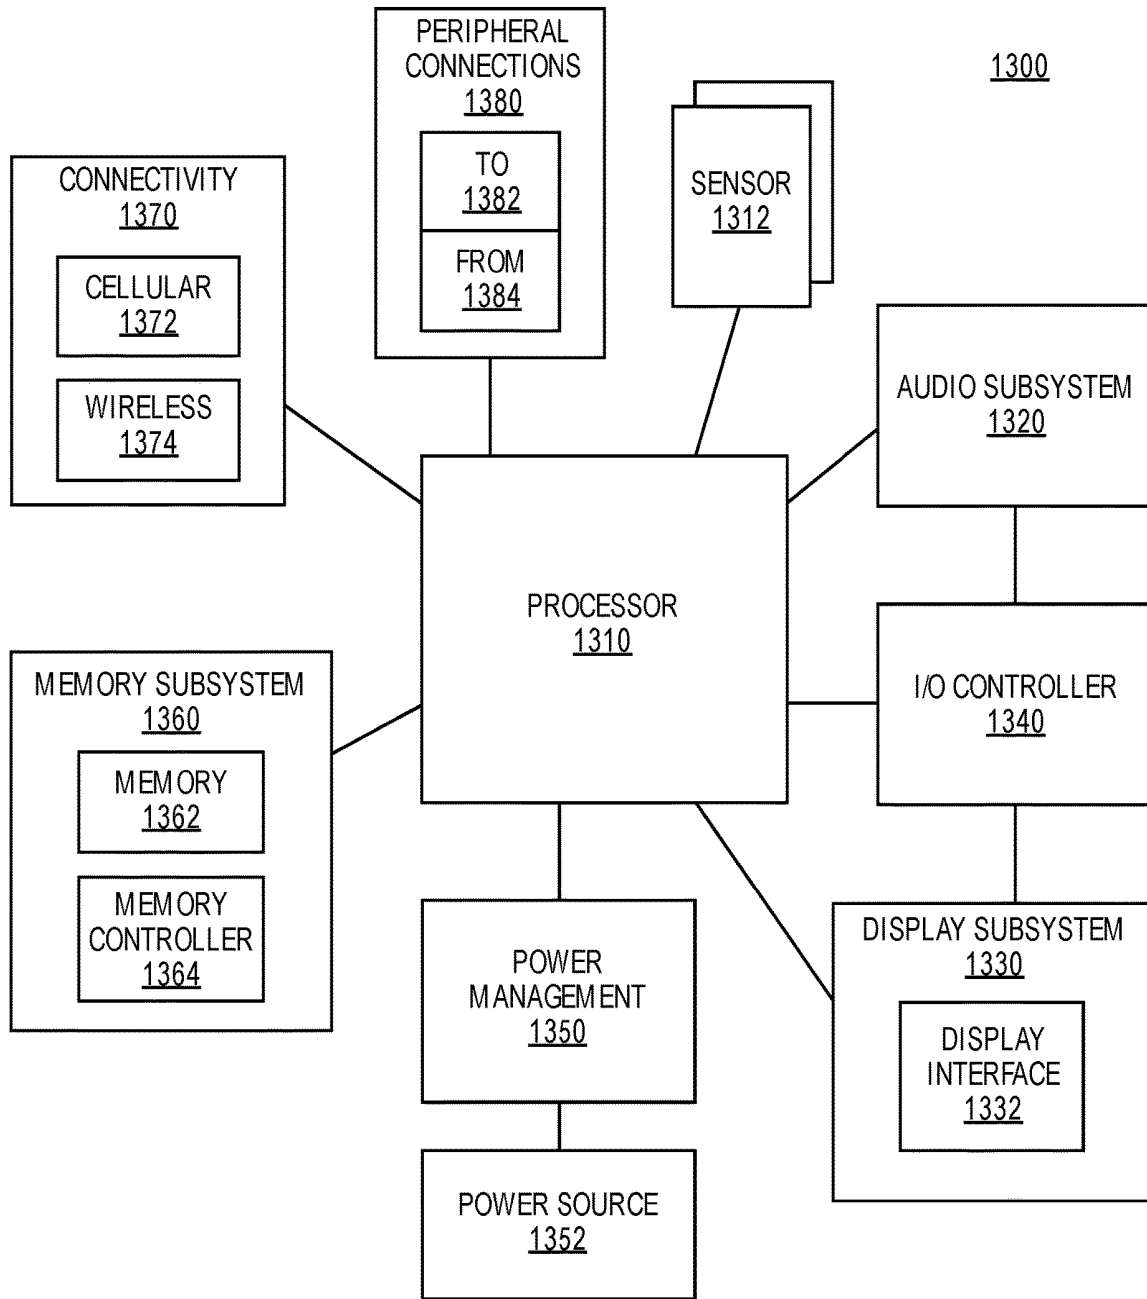 1300
PERIPHERAL
CONNECTIONS
1380
TO
1382
FROM
1384
SENSOR
1312
CONNECTIVITY
1370
CELLULAR
1372
WIRELESS
1374
AUDIO SUBSYSTEM
1320
PROCESSOR
1310
I/O CONTROLLER
1340
MEMORY SUBSYSTEM
1360
MEMORY
1362
MEMORY
CONTROLLER
1364
POWER
MANAGEMENT
1350
DISPLAY SUBSYSTEM
1330
DISPLAY
INTERFACE
1332
POWER SOURCE
1352